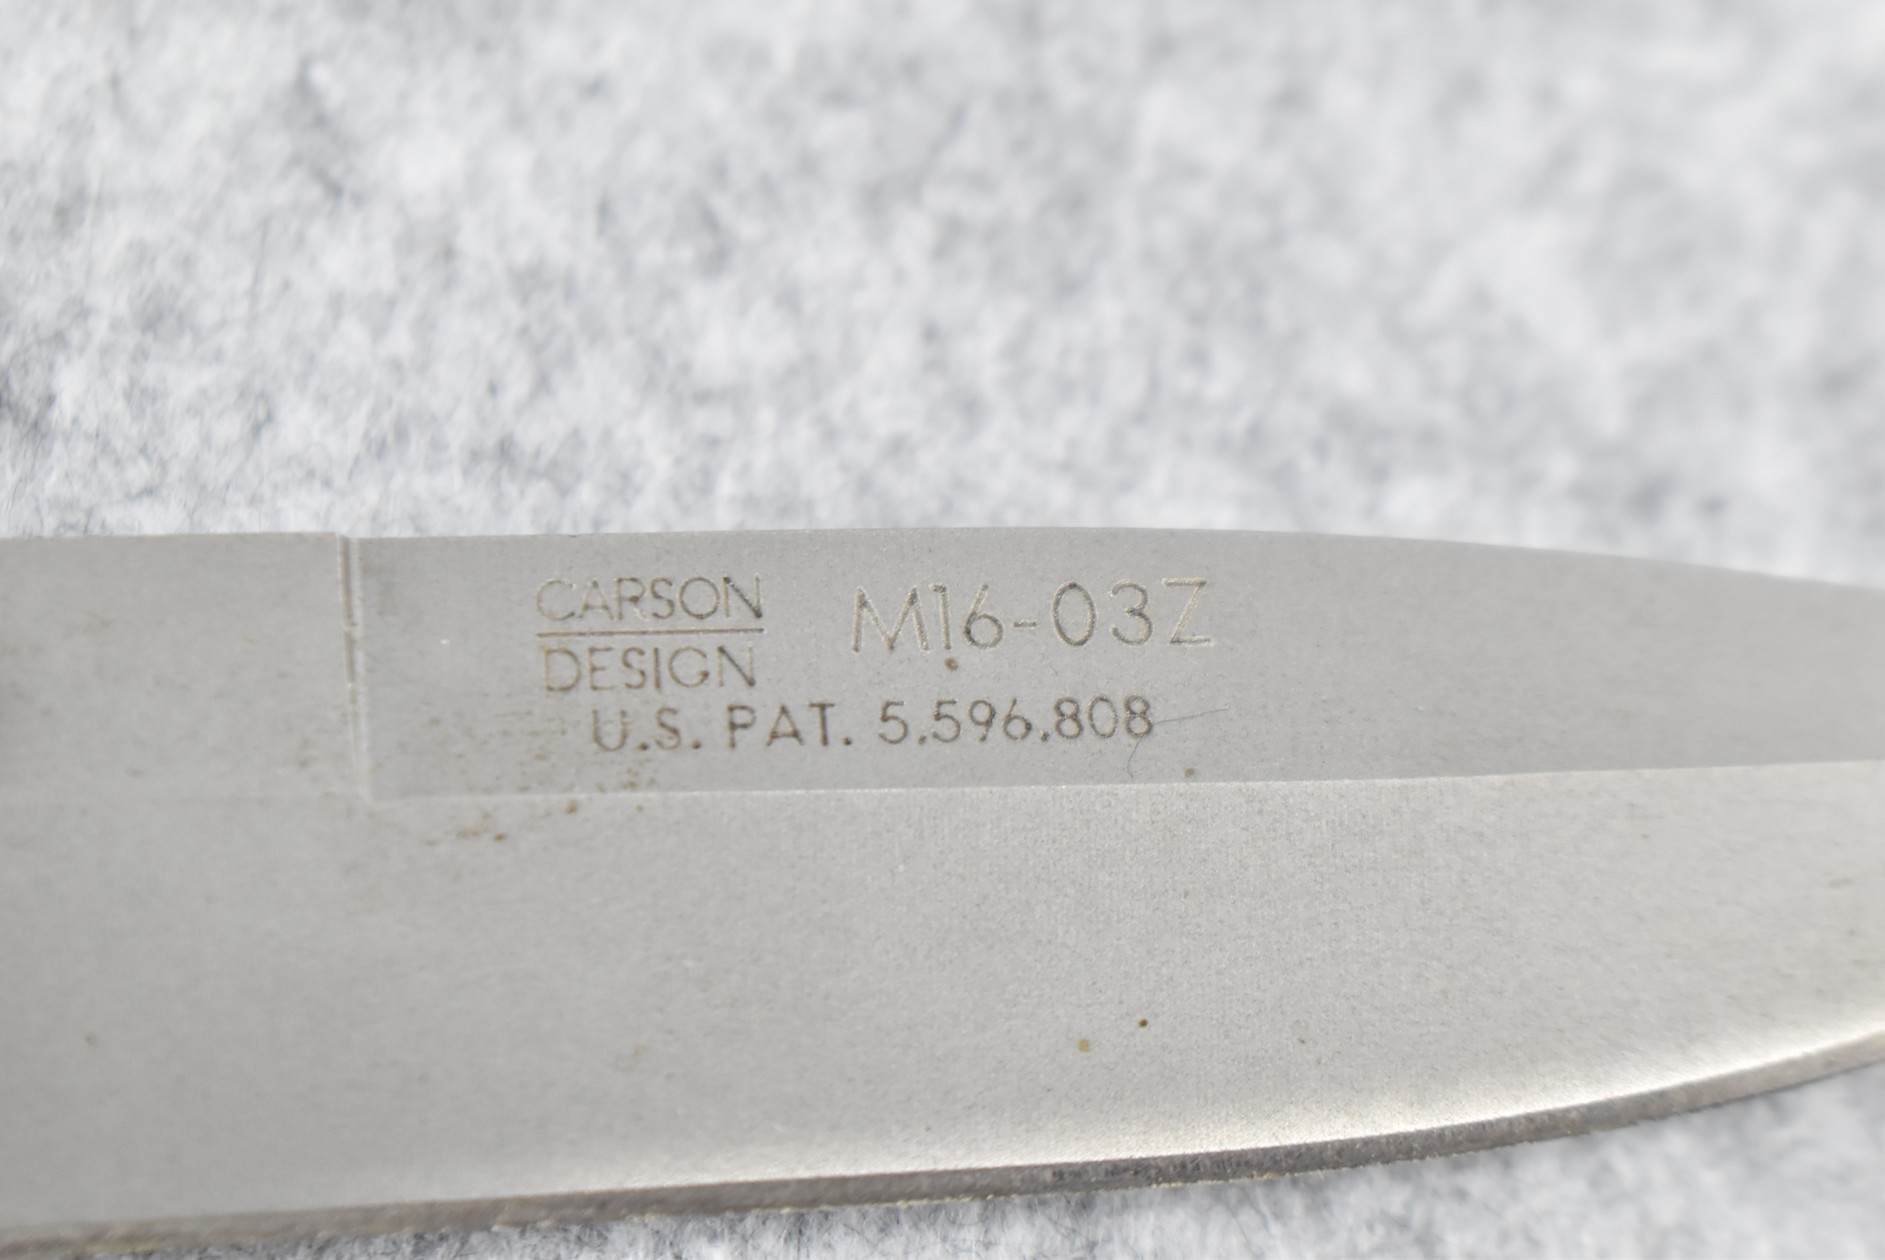 CARSON
DESIGN
M16-03Z
U.S. PAT. 5.596.808